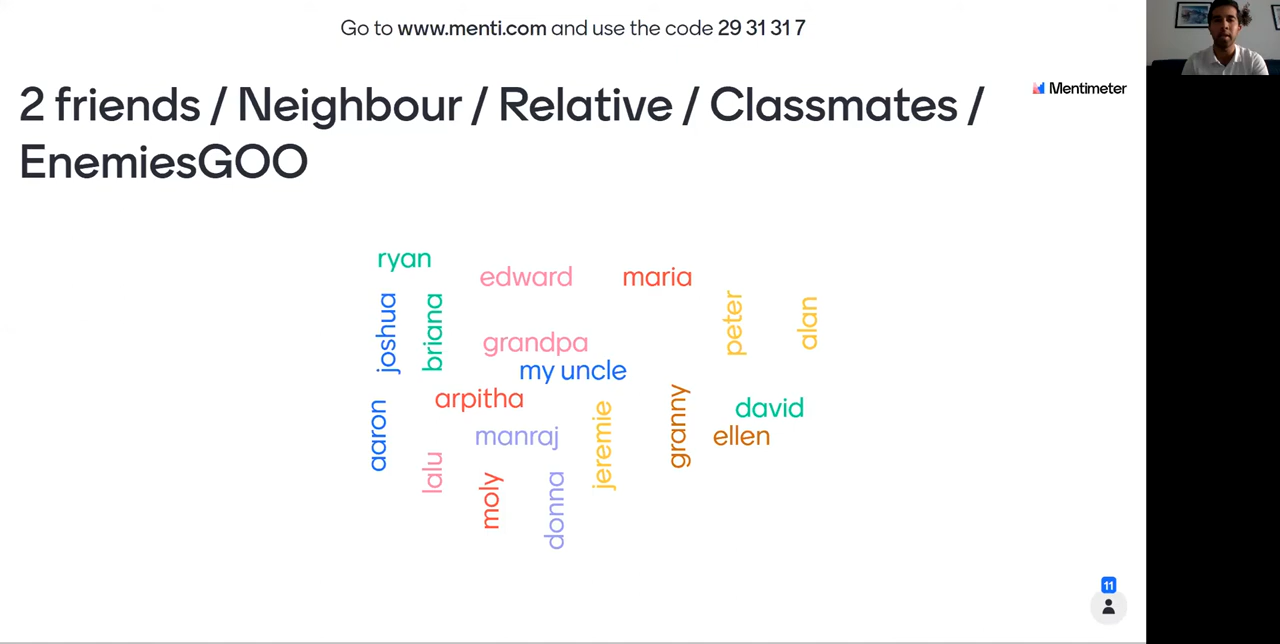 Go to www.menti.com and use the code 29 31 31 7
2 friends / Neighbour / Relative / Classmates /
EnemiesGOO
Mentimeter
ryan
edward
maria
joshua
briana
peter
alan
grandpa
my uncle
arpitha
aaron
manraj
jeremie
granny
david
ellen
lalu
moly
donna
11